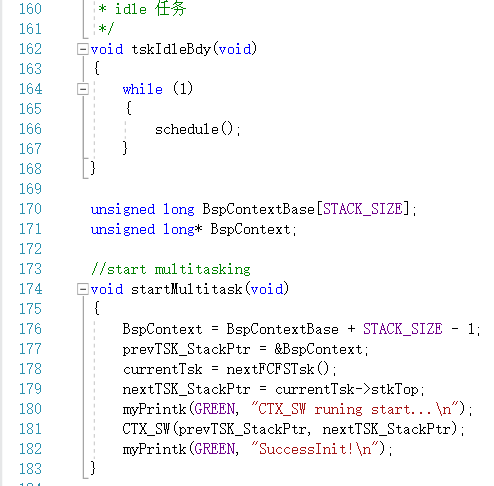 160 * idle 任务
161 */
162 void tskIdleBdy(void)
163 {
164 while (1)
165 {
166 schedule();
167 }
168 }
169
170 unsigned long BspContextBase[STACK_SIZE];
171 unsigned long* BspContext;
172
173 //start multitasking
174 void startMultitask(void)
175 {
176 BspContext = BspContextBase + STACK_SIZE - 1;
177 prevTSK_StackPtr = &BspContext;
178 currentTsk = nextFCFSTsk();
179 nextTSK_StackPtr = currentTsk->stkTop;
180 myPrintk(GREEN, "CTX_SW runing start...\n");
181 CTX_SW(prevTSK_StackPtr, nextTSK_StackPtr);
182 myPrintk(GREEN, "SuccessInit!\n");
183 }